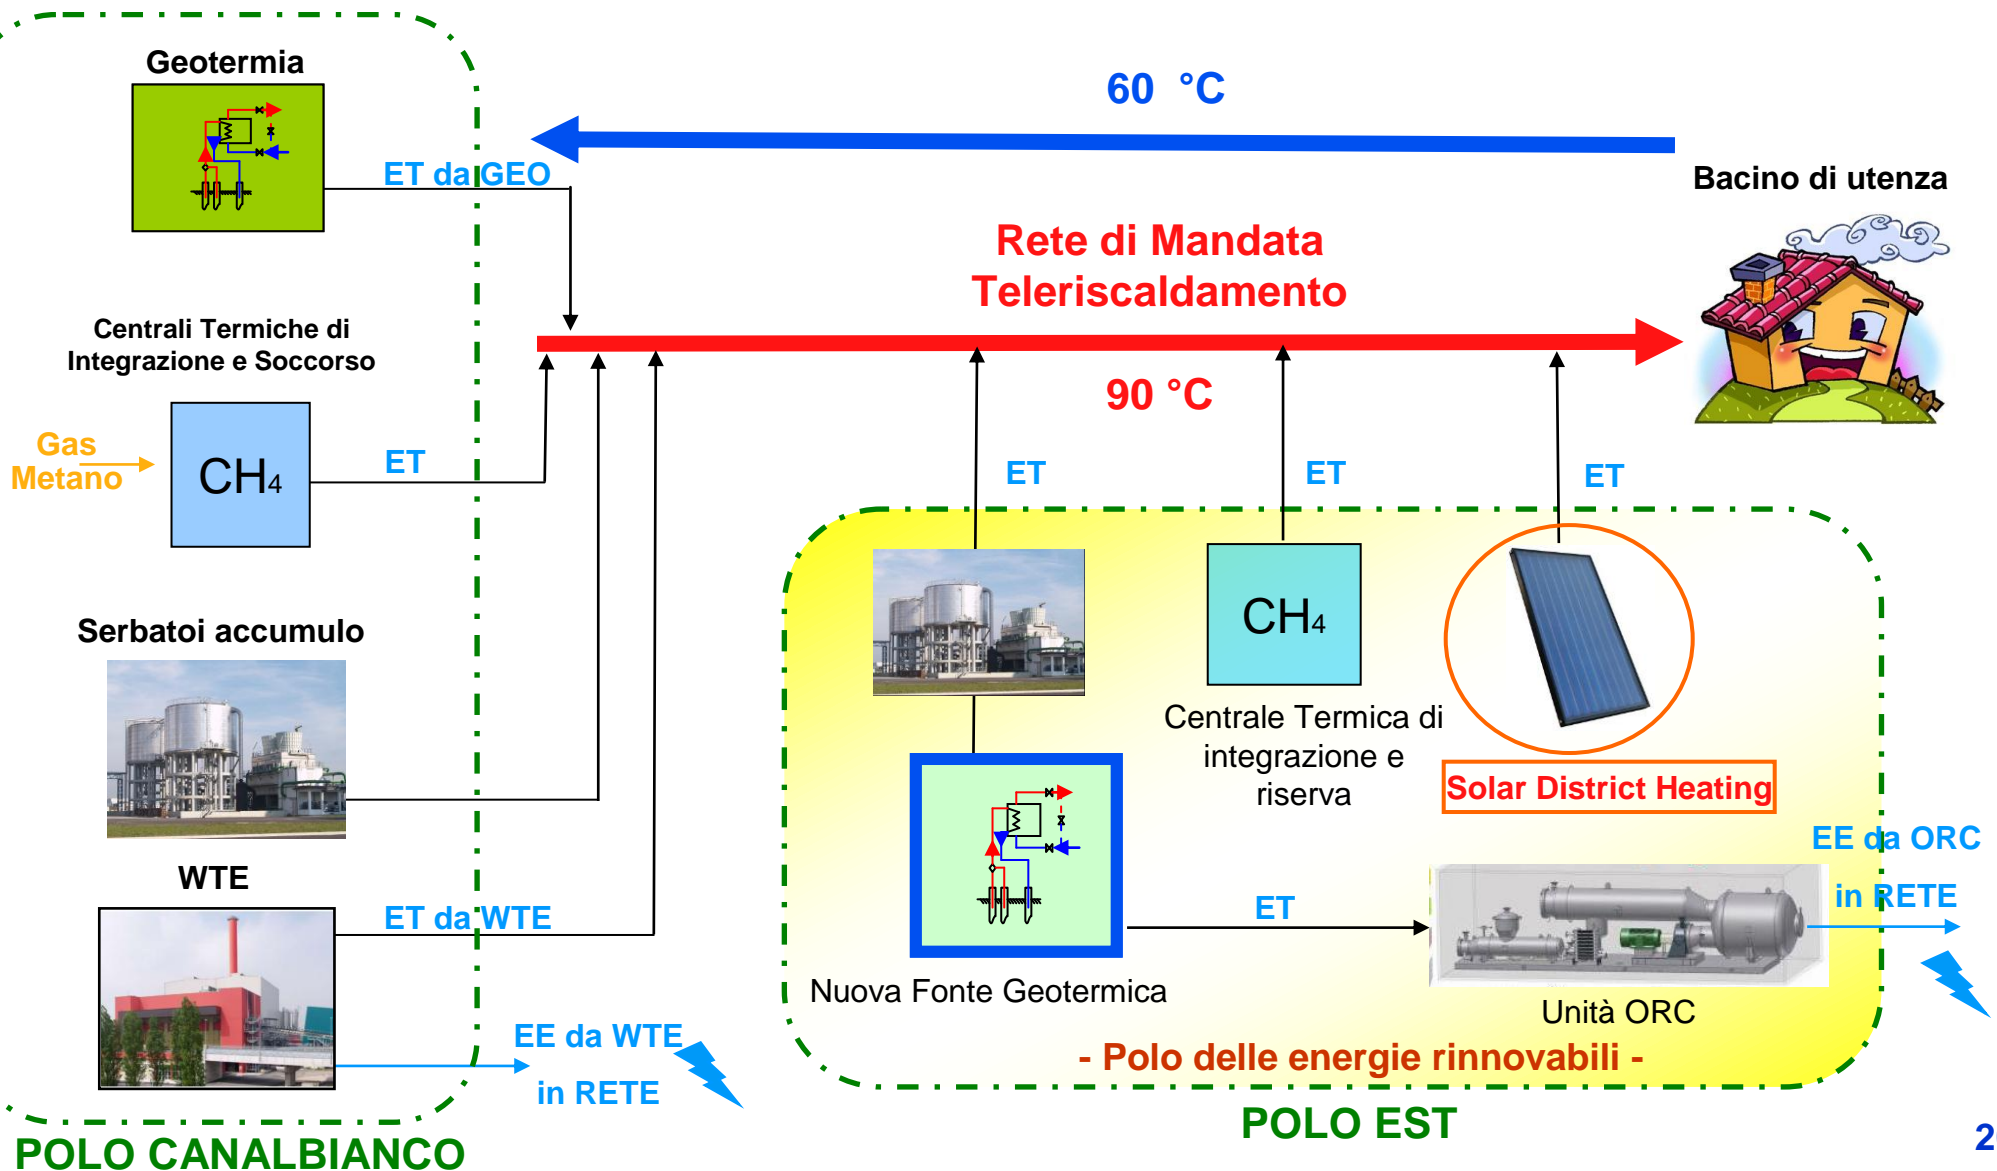 Geotermia
60 °C
ET da GEO
Bacino di utenza
Rete di Mandata
Teleriscaldamento
Centrali Termiche di
Integrazione e Soccorso
90 °C
Gas
Metano
CH4
ET
ET
ET
ET
Serbatoi accumulo
CH4
Centrale Termica di
integrazione e
riserva
Solar District Heating
WTE
ET da WTE
EE da ORC
in RETE
ET
Nuova Fonte Geotermica
Unità ORC
EE da WTE
in RETE
- Polo delle energie rinnovabili -
POLO EST
POLO CANALBIANCO